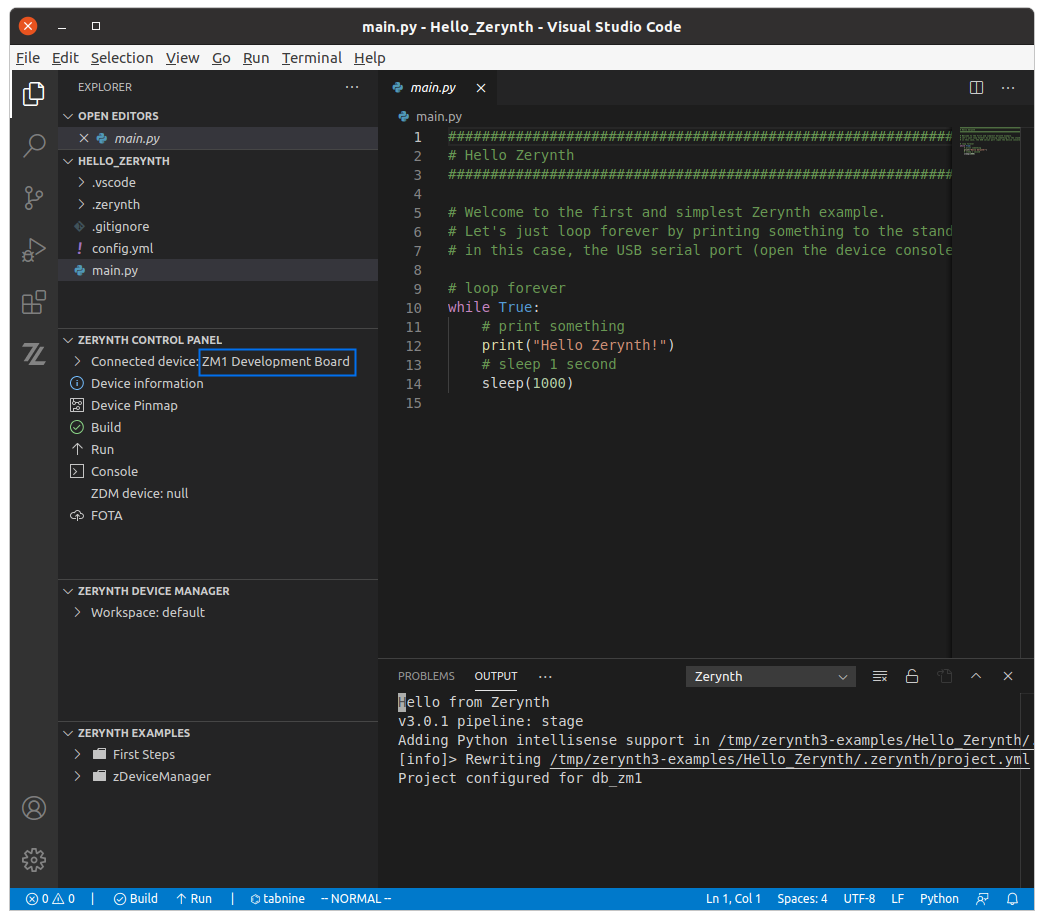 main.py - Hello_Zerynth - Visual Studio Code
File Edit Selection View Go Run Terminal Help
EXPLORER
OPEN EDITORS
main.py
HELLO_ZERYNTH
.vscode
.zerynth
.gitignore
config.yml
main.py
ZERYNTH CONTROL PANEL
Connected device: ZM1 Development Board
Device information
Device Pinmap
Build
Run
Console
ZDM device: null
FOTA
ZERYNTH DEVICE MANAGER
Workspace: default
ZERYNTH EXAMPLES
First Steps
zDeviceManager
main.py
main.py
1 ############################################################
2 # Hello Zerynth
3 ############################################################
4
5 # Welcome to the first and simplest Zerynth example.
6 # Let's just loop forever by printing something to the stand
7 # in this case, the USB serial port (open the device console
8
9 # loop forever
10 while True:
11 # print something
12 print("Hello Zerynth!")
13 # sleep 1 second
14 sleep(1000)
15
PROBLEMS OUTPUT ··· Zerynth
Hello from Zerynth
v3.0.1 pipeline: stage
Adding Python intellisense support in /tmp/zerynth3-examples/Hello_Zerynth/.
[info]> Rewriting /tmp/zerynth3-examples/Hello_Zerynth/.zerynth/project.yml
Project configured for db_zm1
0 0 | Build Run | tabnine -- NORMAL -- Ln 1, Col 1 Spaces: 4 UTF-8 LF Python